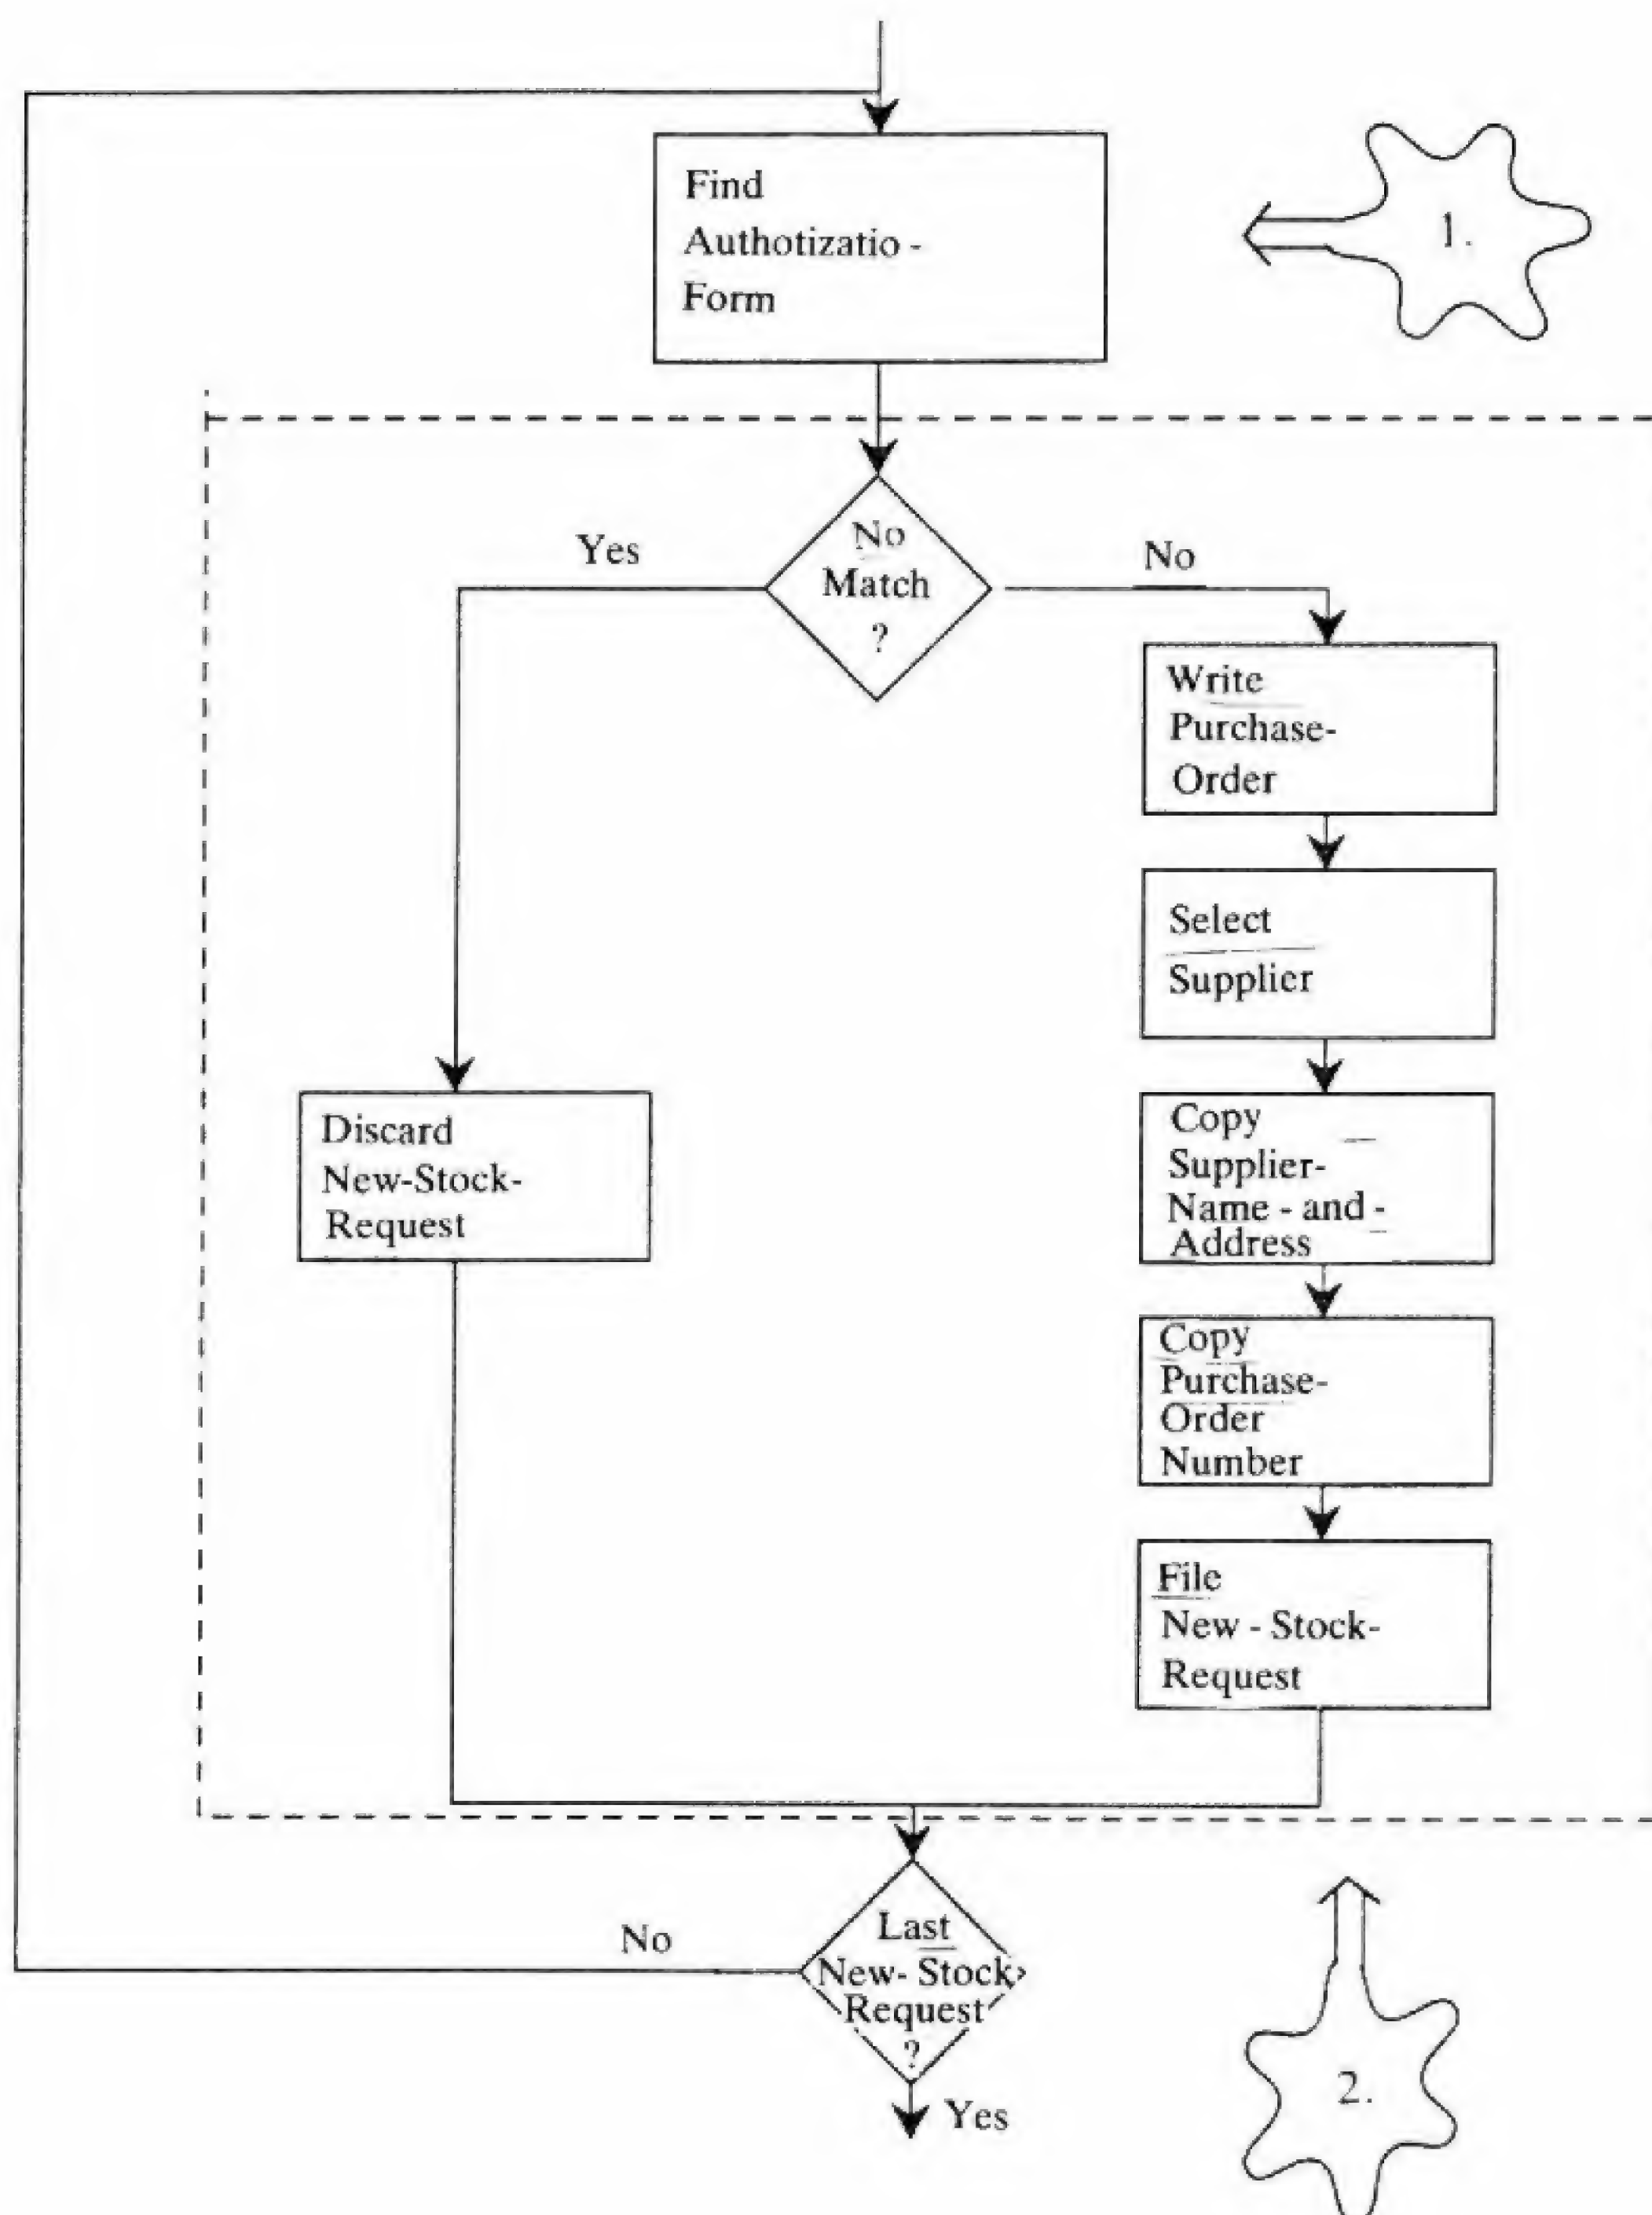 Find
Authotizatio -
Form
1.
No
Match
?
Yes
No
Write
Purchase-
Order
Select
Supplier
Copy
Supplier-
Name - and -
Address
Discard
New-Stock-
Request
Copy
Purchase-
Order
Number
File
New - Stock-
Request
No
Last
New- Stock
Request
?
Yes
2.